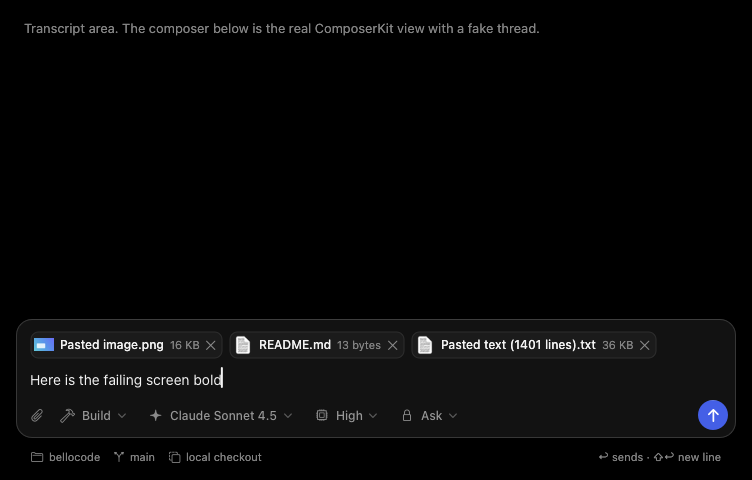 Transcript area. The composer below is the real ComposerKit view with a fake thread.
Pasted image.png 16 KB README.md 13 bytes Pasted text (1401 lines).txt 36 KB
Here is the failing screen bold
Build Claude Sonnet 4.5 High Ask
bellocode main local checkout ↩ sends · ⇧↩ new line